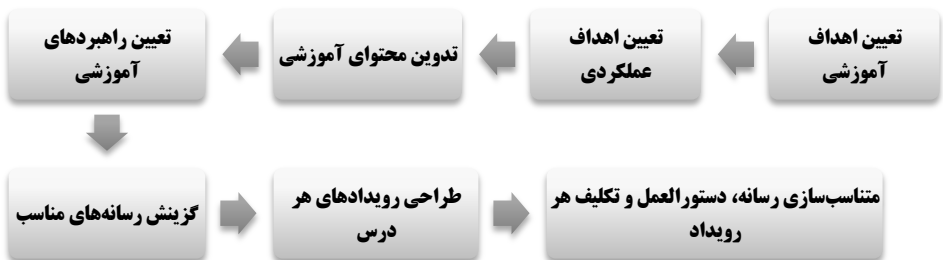 تعیین اهداف
آموزشی
تعیین اهداف
عملکردی
تدوین محتوای آموزشی
تعیین راهبردهای
آموزشی
گزینش رسانه‌های مناسب
طراحی رویدادهای هر
درس
متناسب‌سازی رسانه، دستورالعمل و تکلیف هر
رویداد